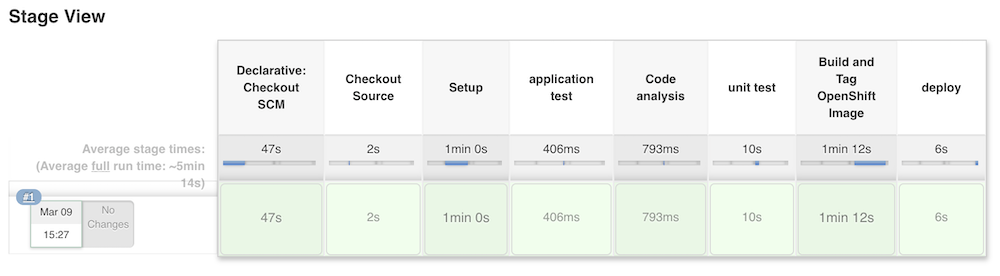 Stage View
Declarative:
Checkout
SCM
Checkout
Source
Setup
application
test
Code
analysis
unit test
Build and
Tag
OpenShift
Image
deploy
Average stage times:
(Average full run time: ~5min
14s)
47s
2s
1min 0s
406ms
793ms
10s
1min 12s
6s
#1
Mar 09
15:27
No
Changes
47s
2s
1min 0s
406ms
793ms
10s
1min 12s
6s